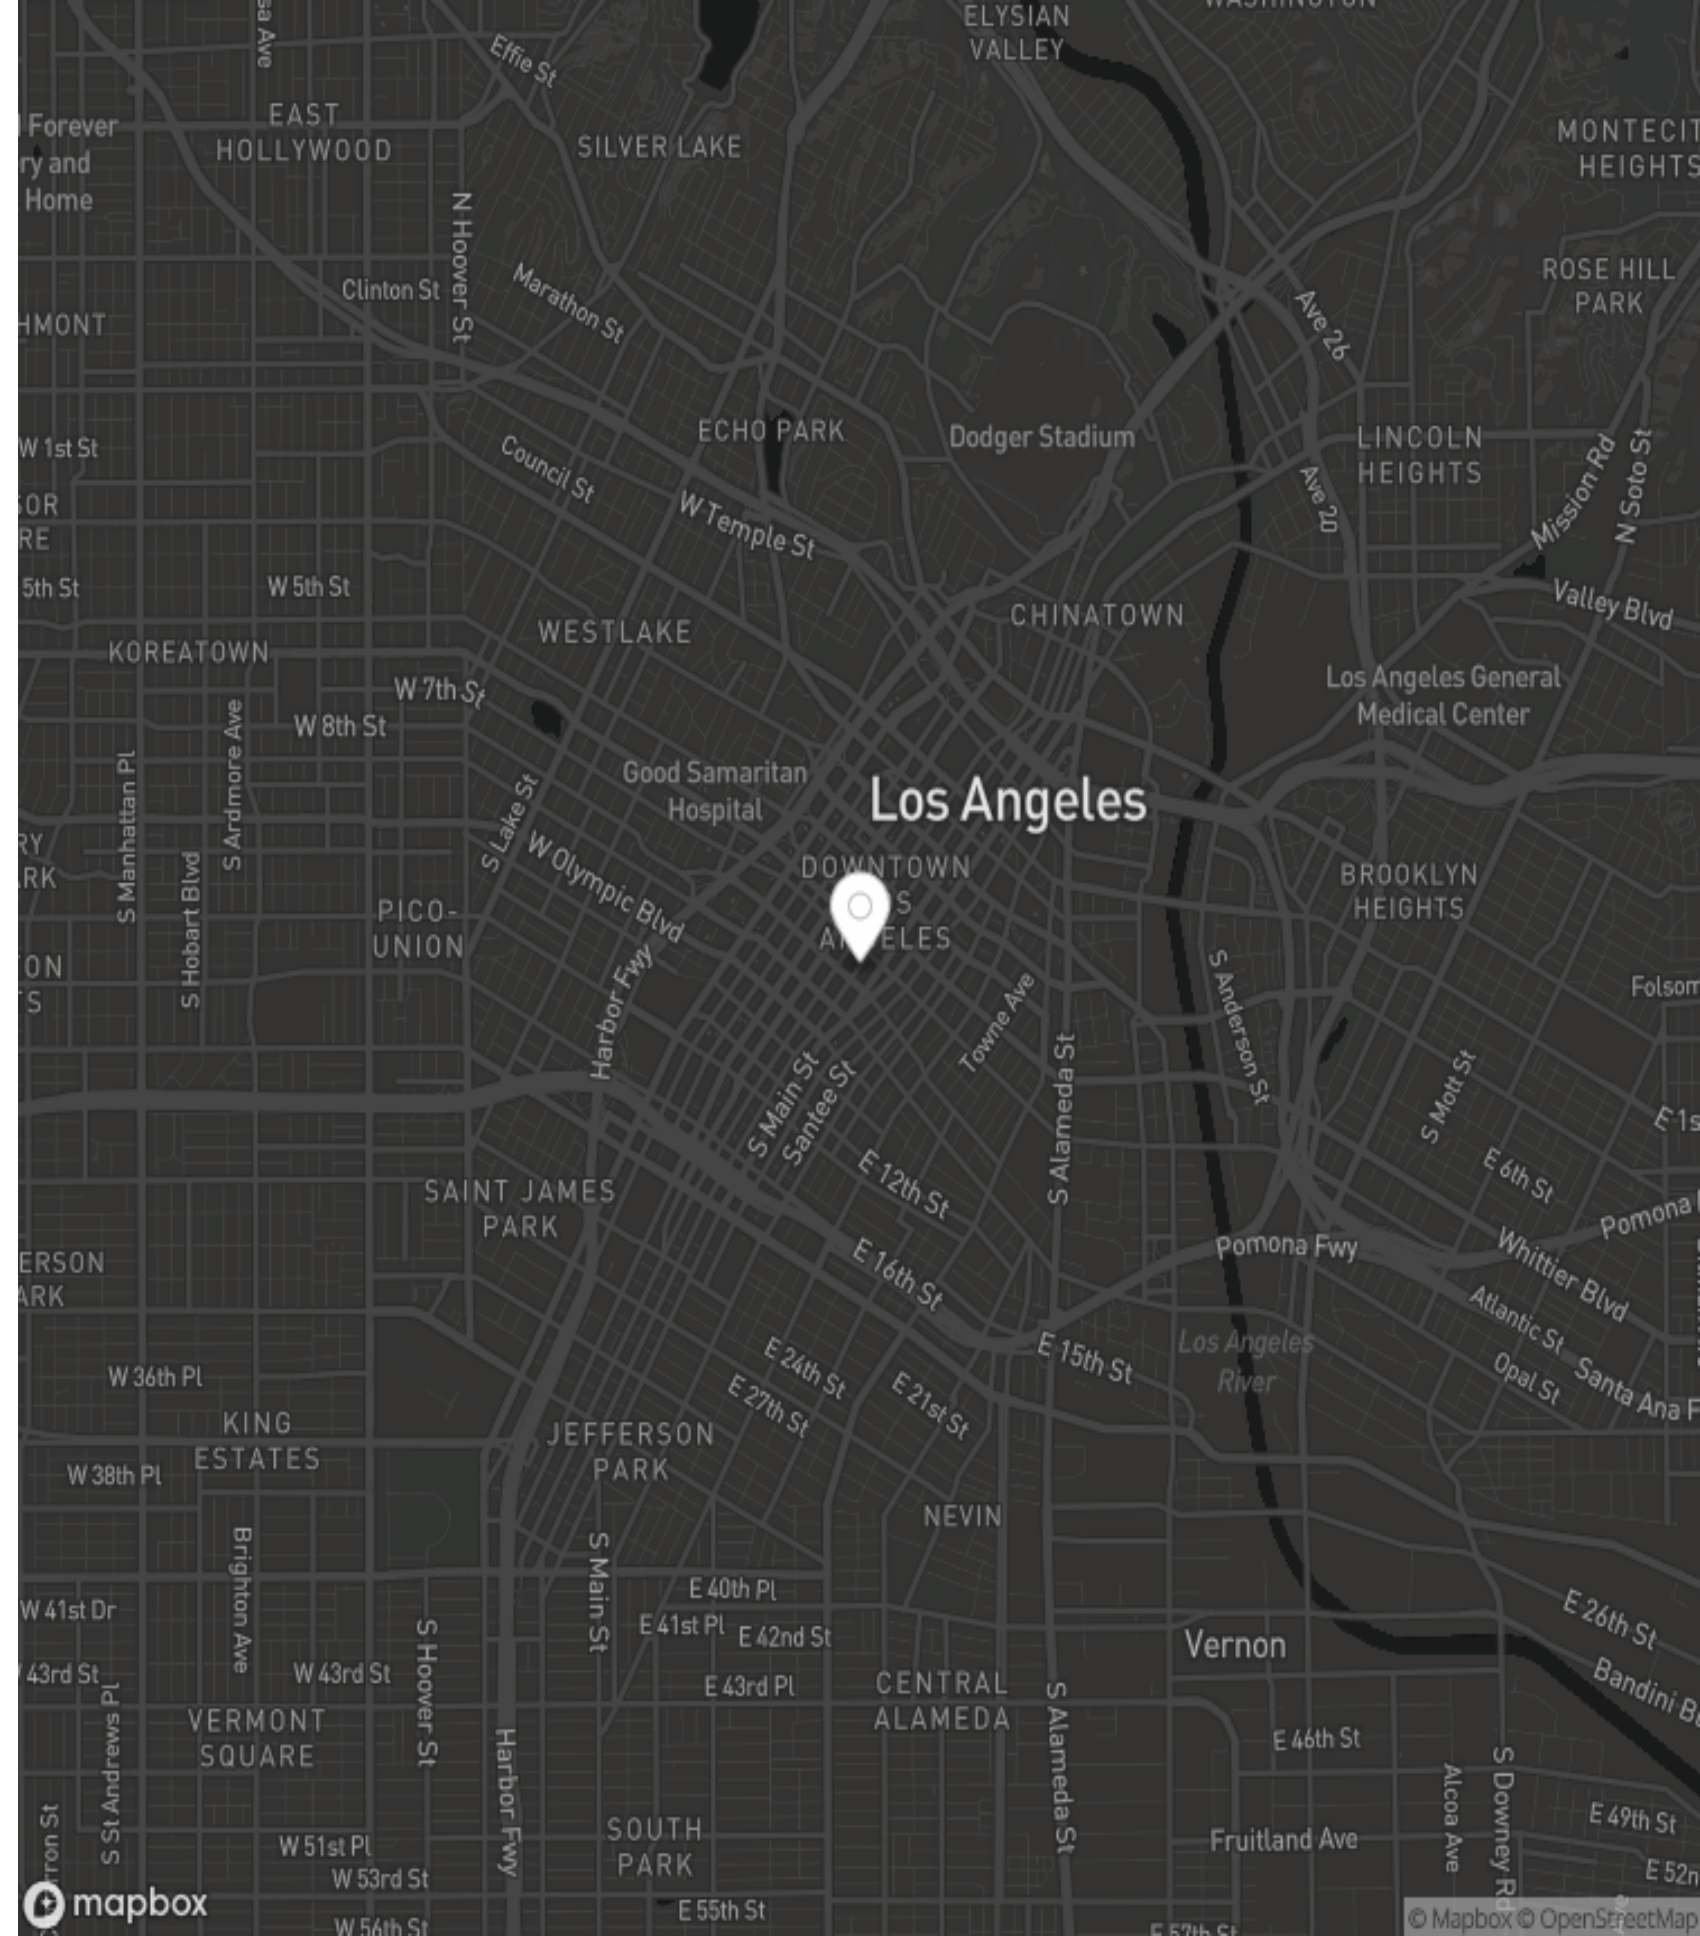 ELYSIAN
VALLEY
Effie St
EAST
HOLLYWOOD
SILVER LAKE
Forever
ry and
Home
MONTECIT
HEIGHTS
N Hoover St
Clinton St
Marathon St
HMONT
ROSE HILL
PARK
Ave 26
ECHO PARK
Dodger Stadium
LINCOLN
HEIGHTS
W 1st St
Council St
W Temple St
Ave 20
Mission Rd
N Soto St
5th St
W 5th St
Valley Blvd
CHINATOWN
WESTLAKE
KOREATOWN
W 7th St
W 8th St
Los Angeles General
Medical Center
S Manhattan Pl
S Ardmore Ave
S Hobart Blvd
S Lake St
Good Samaritan
Hospital
Los Angeles
W Olympic Blvd
DOWNTOWN
BROOKLYN
HEIGHTS
PICO-
UNION
Harbor Fwy
Towne Ave
S Anderson St
Folsom
S Main St
Santee St
S Alameda St
S Mott St
E 1s
E 6th St
E 12th St
SAINT JAMES
PARK
E 16th St
Pomona Fwy
Pomona
Whittier Blvd
ERSON
ARK
Atlantic St
Los Angeles
River
E 15th St
Opal St
Santa Ana F
W 36th Pl
E 24th St
E 27th St
E 21st St
KING
ESTATES
JEFFERSON
PARK
W 38th Pl
NEVIN
Brighton Ave
S Main St
E 40th Pl
W 41st Dr
E 41st Pl
E 42nd St
E 26th St
Vernon
43rd St
W 43rd St
S Hoover St
E 43rd Pl
CENTRAL
ALAMEDA
Bandini B
S St Andrews Pl
VERMONT
SQUARE
Harbor Fwy
S Alameda St
E 46th St
S Downey Rd
Alcoa Ave
E 49th St
SOUTH
PARK
W 51st Pl
Fruitland Ave
W 53rd St
E 52n
mapbox
E 55th St
W 56th St
E 57th St
© Mapbox © OpenStreetMap